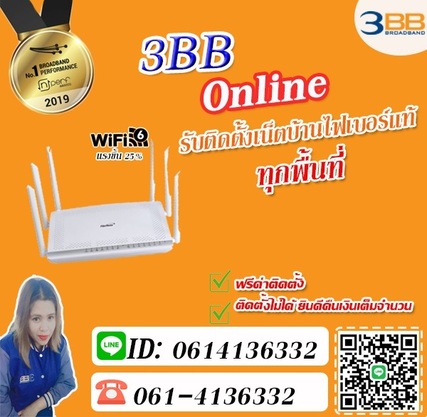 No.1 BROADBAND
PERFORMANCE
nperf
2019
3BB
BROADBAND
3BB
Online
รับติดตั้งเน็ตบ้านไฟเบอร์แท้
ทุกพื้นที่
WiFi 6
แรงขึ้น 25%
ฟรีค่าติดตั้ง
ติดตั้งไม่ได้ ยินดีคืนเงินเต็มจำนวน
LINE
ID: 0614136332
061-4136332